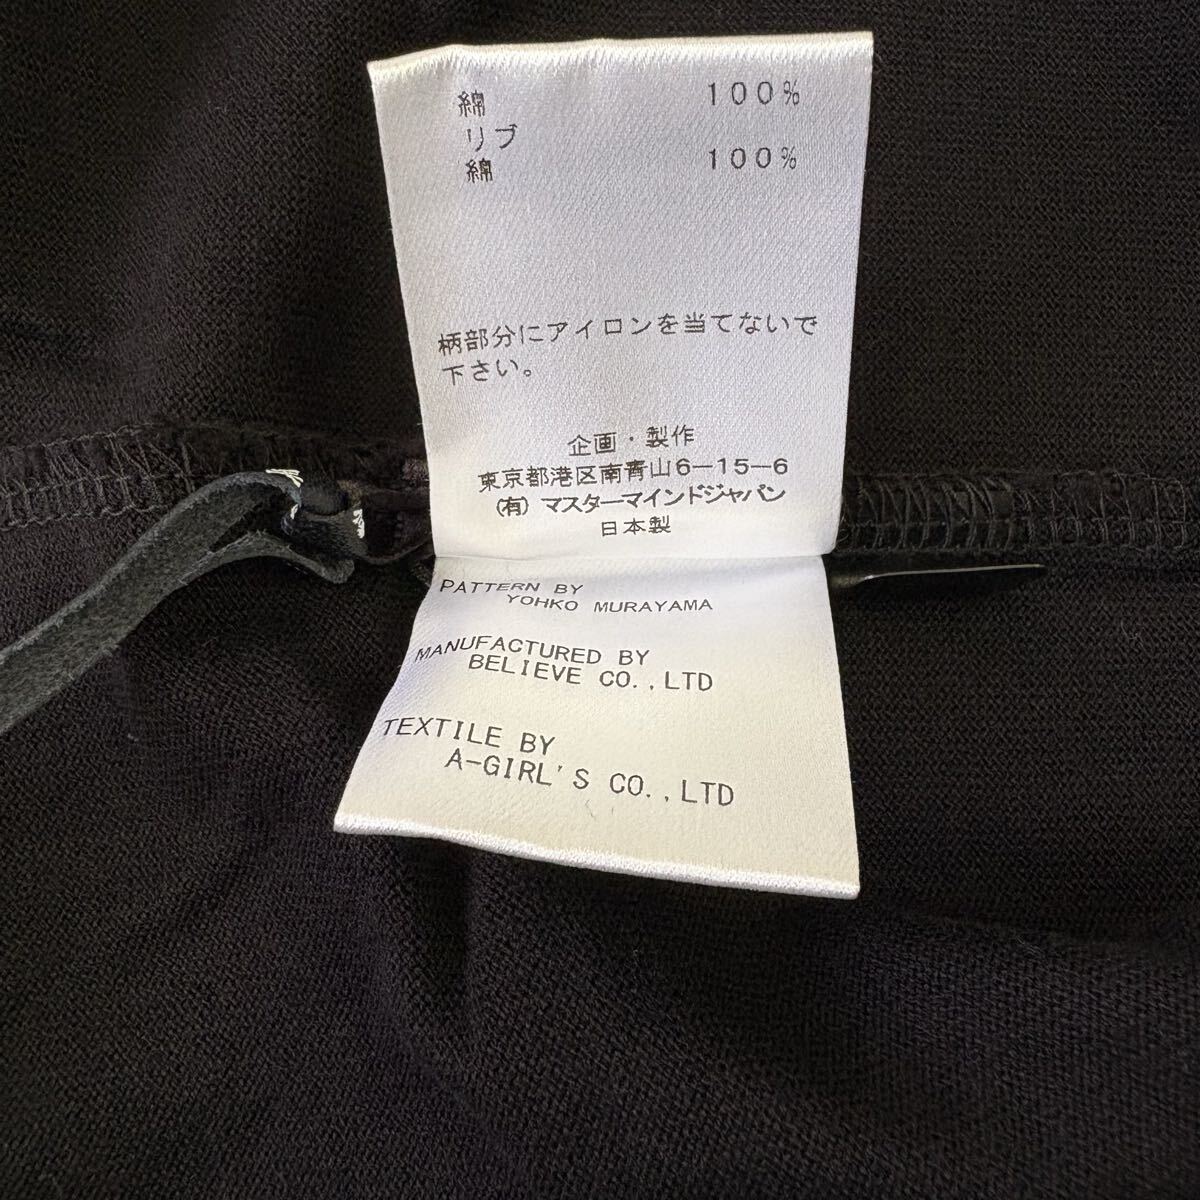 綿 100%
リブ
綿 100%
柄部分にアイロンを当てないで
下さい。
企画・製作
東京都港区南青山6-15-6
(有) マスターマインドジャパン
日本製
PATTERN BY
YOHKO MURAYAMA
MANUFACTURED BY
BELIEVE CO.,LTD
TEXTILE BY
A-GIRL'S CO.,LTD